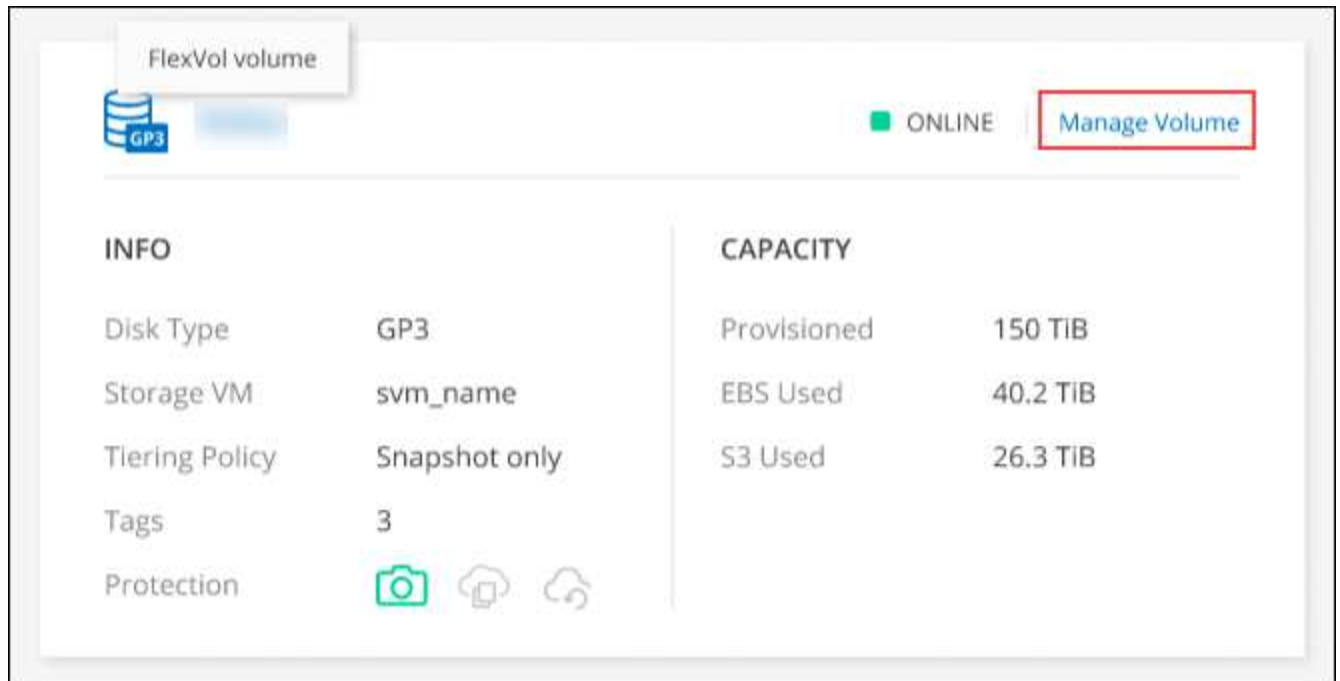 FlexVol volume
GP3
ONLINE
Manage Volume
INFO
Disk Type GP3
Storage VM svm_name
Tiering Policy Snapshot only
Tags 3
Protection
CAPACITY
Provisioned 150 TiB
EBS Used 40.2 TiB
S3 Used 26.3 TiB